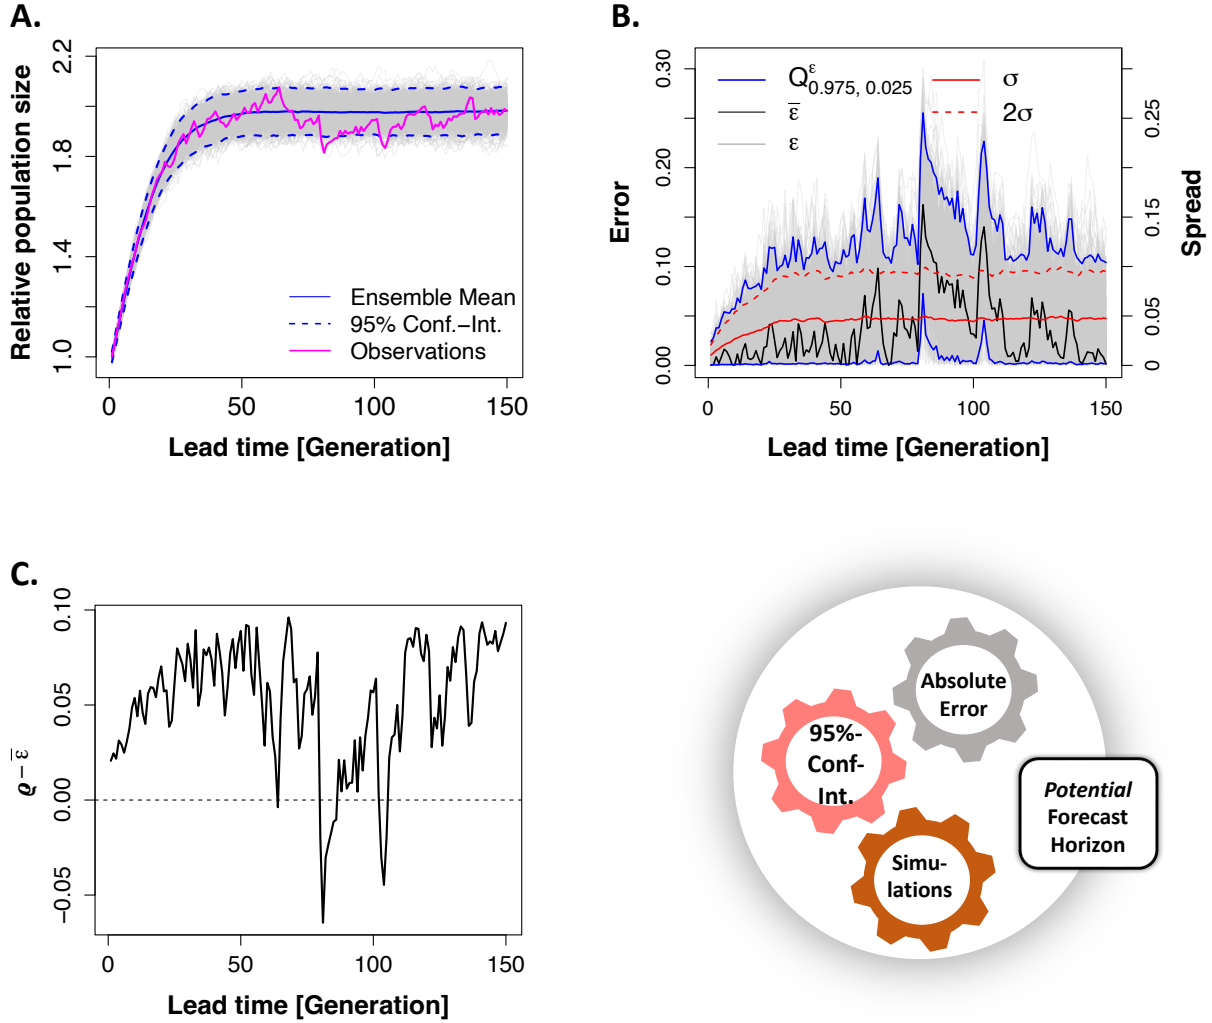 A.
Relative population size
1.0
1.4
1.8
2.2
Ensemble Mean
95% Conf.-Int.
Observations
0
50
100
150
Lead time [Generation]
B.
Error
0.00
0.10
0.20
0.30
Q^ε_0.975, 0.025
ε̅
ε
σ
2σ
0
0.05
0.15
0.25
Spread
0
50
100
150
Lead time [Generation]
C.
ϱ − ε̅
−0.05
0.00
0.05
0.10
0
50
100
150
Lead time [Generation]
Absolute
Error
95%-
Conf-
Int.
Simu-
lations
Potential
Forecast
Horizon